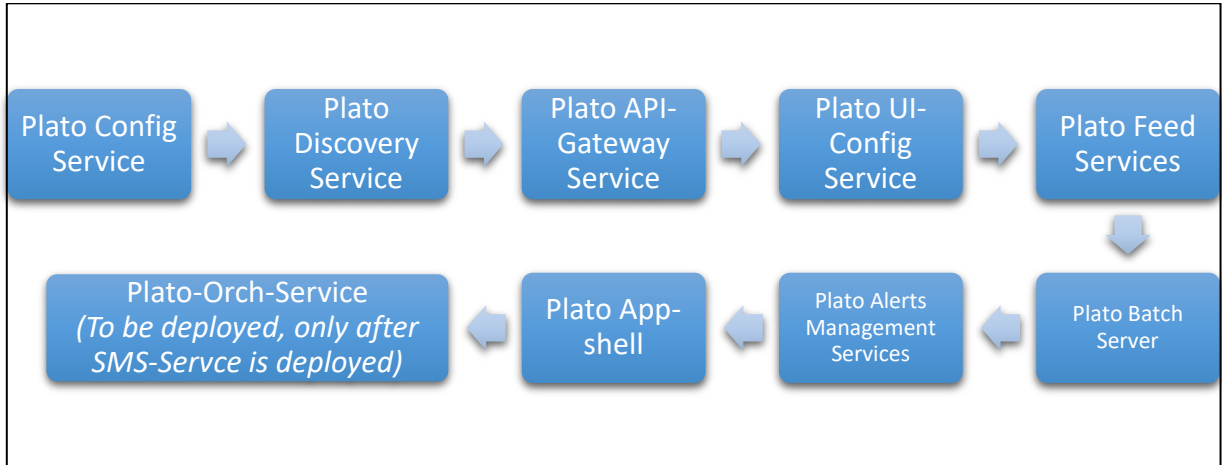 Plato Config
Service
Plato
Discovery
Service
Plato API-
Gateway
Service
Plato UI-
Config
Service
Plato Feed
Services
Plato Batch
Server
Plato Alerts
Management
Services
Plato App-
shell
Plato-Orch-Service
(To be deployed, only after
SMS-Servce is deployed)